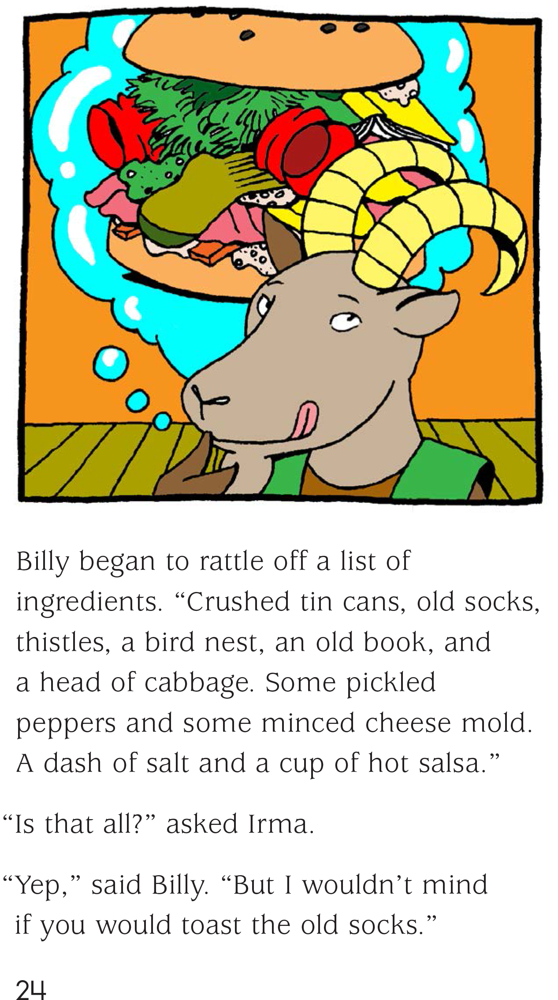 Billy began to rattle off a list of
ingredients. “Crushed tin cans, old socks,
thistles, a bird nest, an old book, and
a head of cabbage. Some pickled
peppers and some minced cheese mold.
A dash of salt and a cup of hot salsa.”
“Is that all?” asked Irma.
“Yep,” said Billy. “But I wouldn’t mind
if you would toast the old socks.”
24